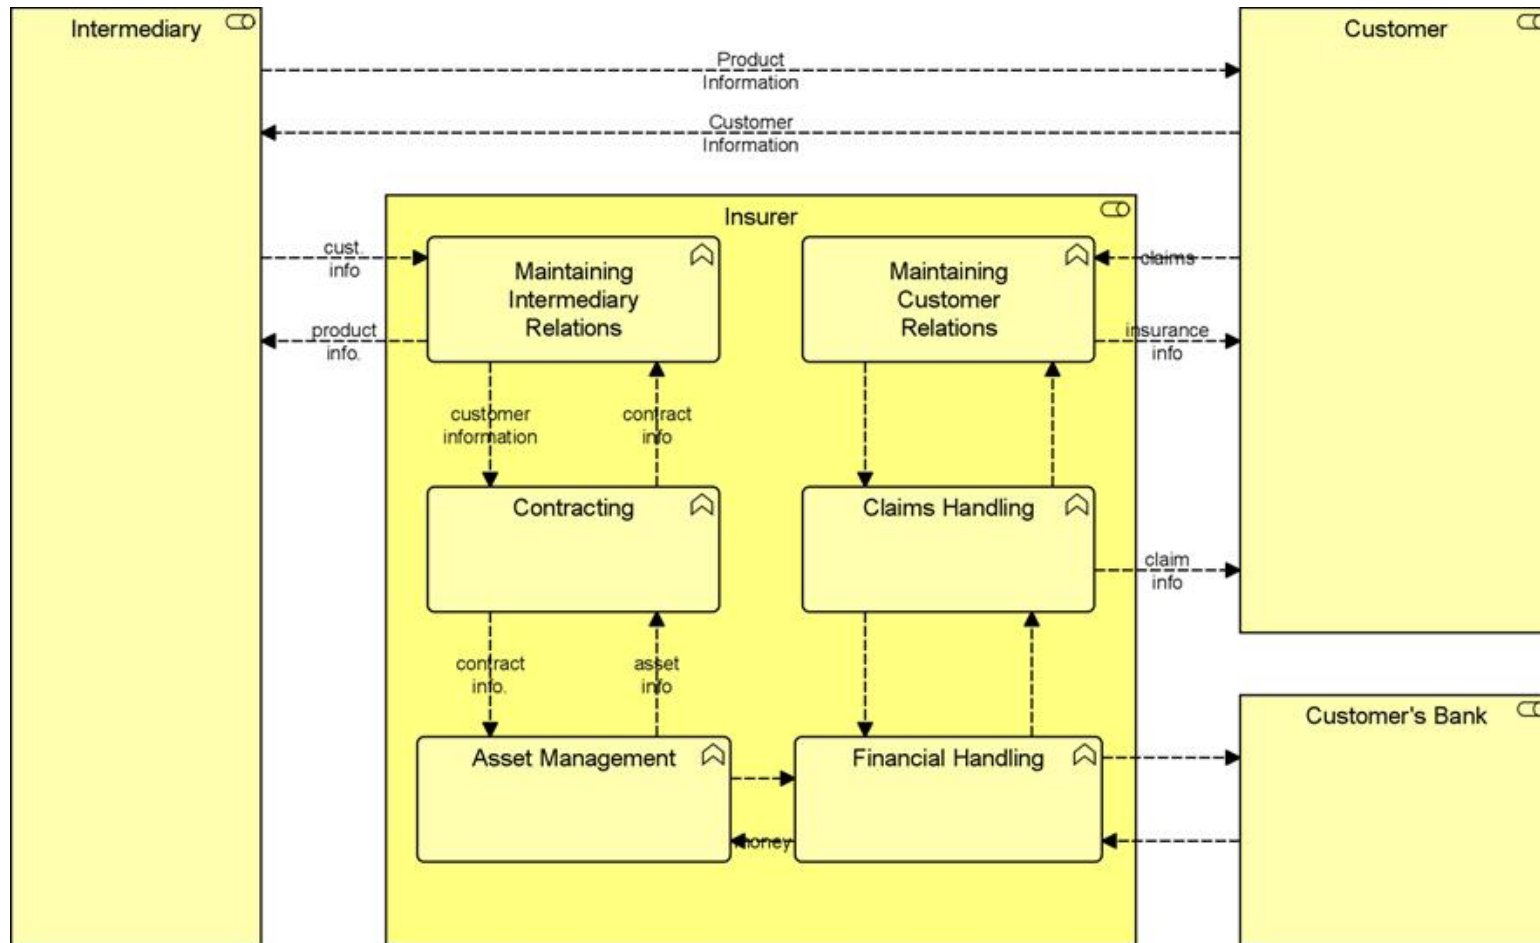 Intermediary
Customer
Product
Information
Customer
Information
Insurer
cust.
info
Maintaining
Intermediary
Relations
Maintaining
Customer
Relations
claims
product
info.
insurance
info
customer
information
contract
info
Contracting
Claims Handling
claim
info
contract
info.
asset
info
Customer's Bank
Asset Management
Financial Handling
money